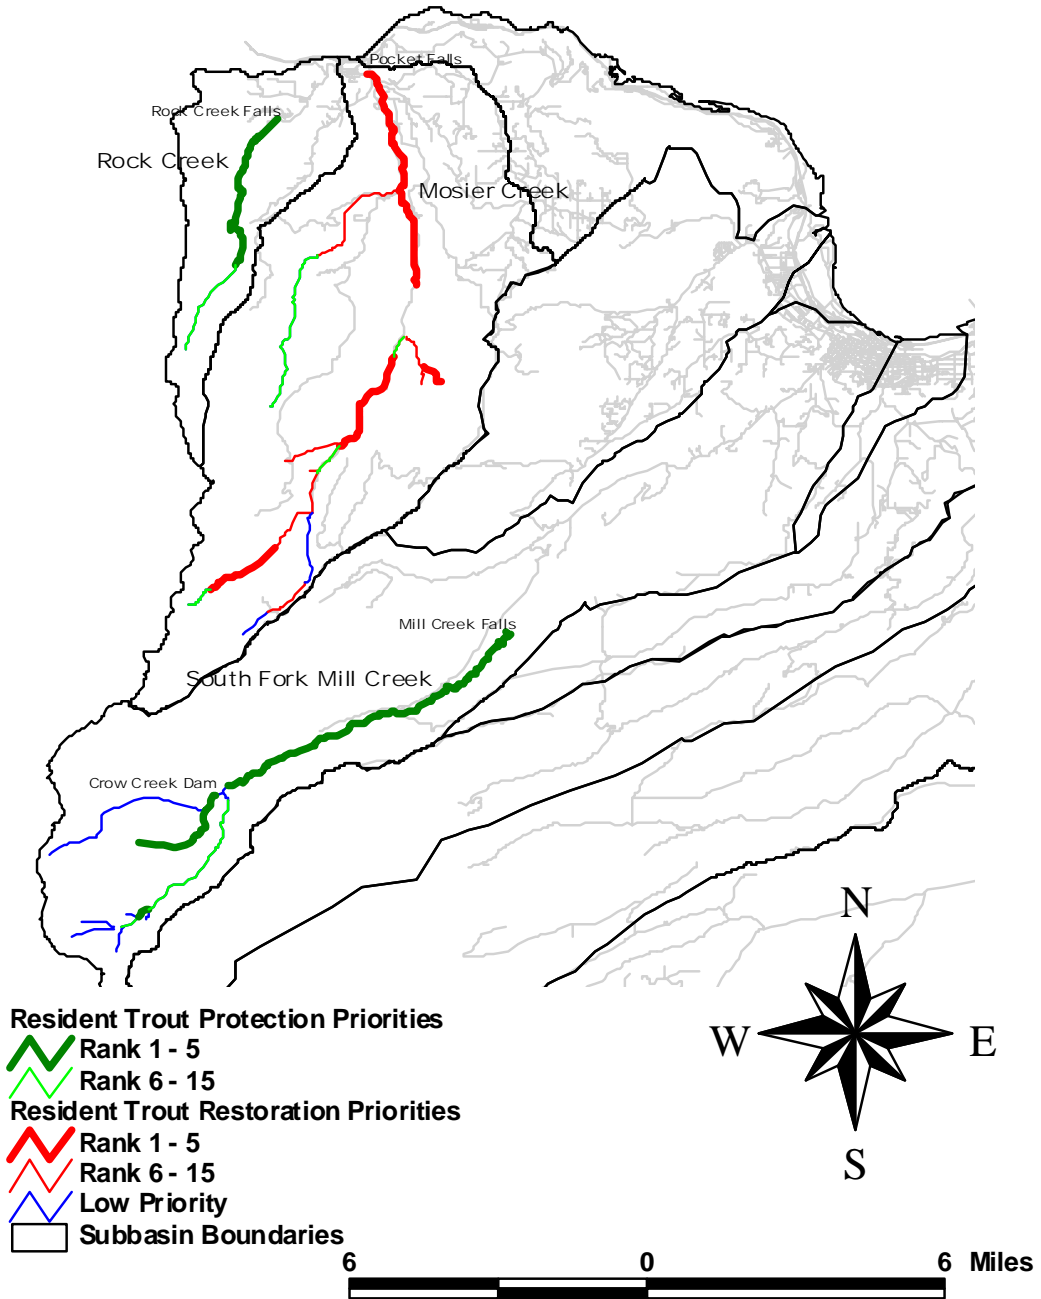 Pocket Falls
Rock Creek Falls
Rock Creek
Mosier Creek
Mill Creek Falls
South Fork Mill Creek
Crow Creek Dam
N
W
E
S
Resident Trout Protection Priorities
Rank 1 - 5
Rank 6 - 15
Resident Trout Restoration Priorities
Rank 1 - 5
Rank 6 - 15
Low Priority
Subbasin Boundaries
6 0 6 Miles